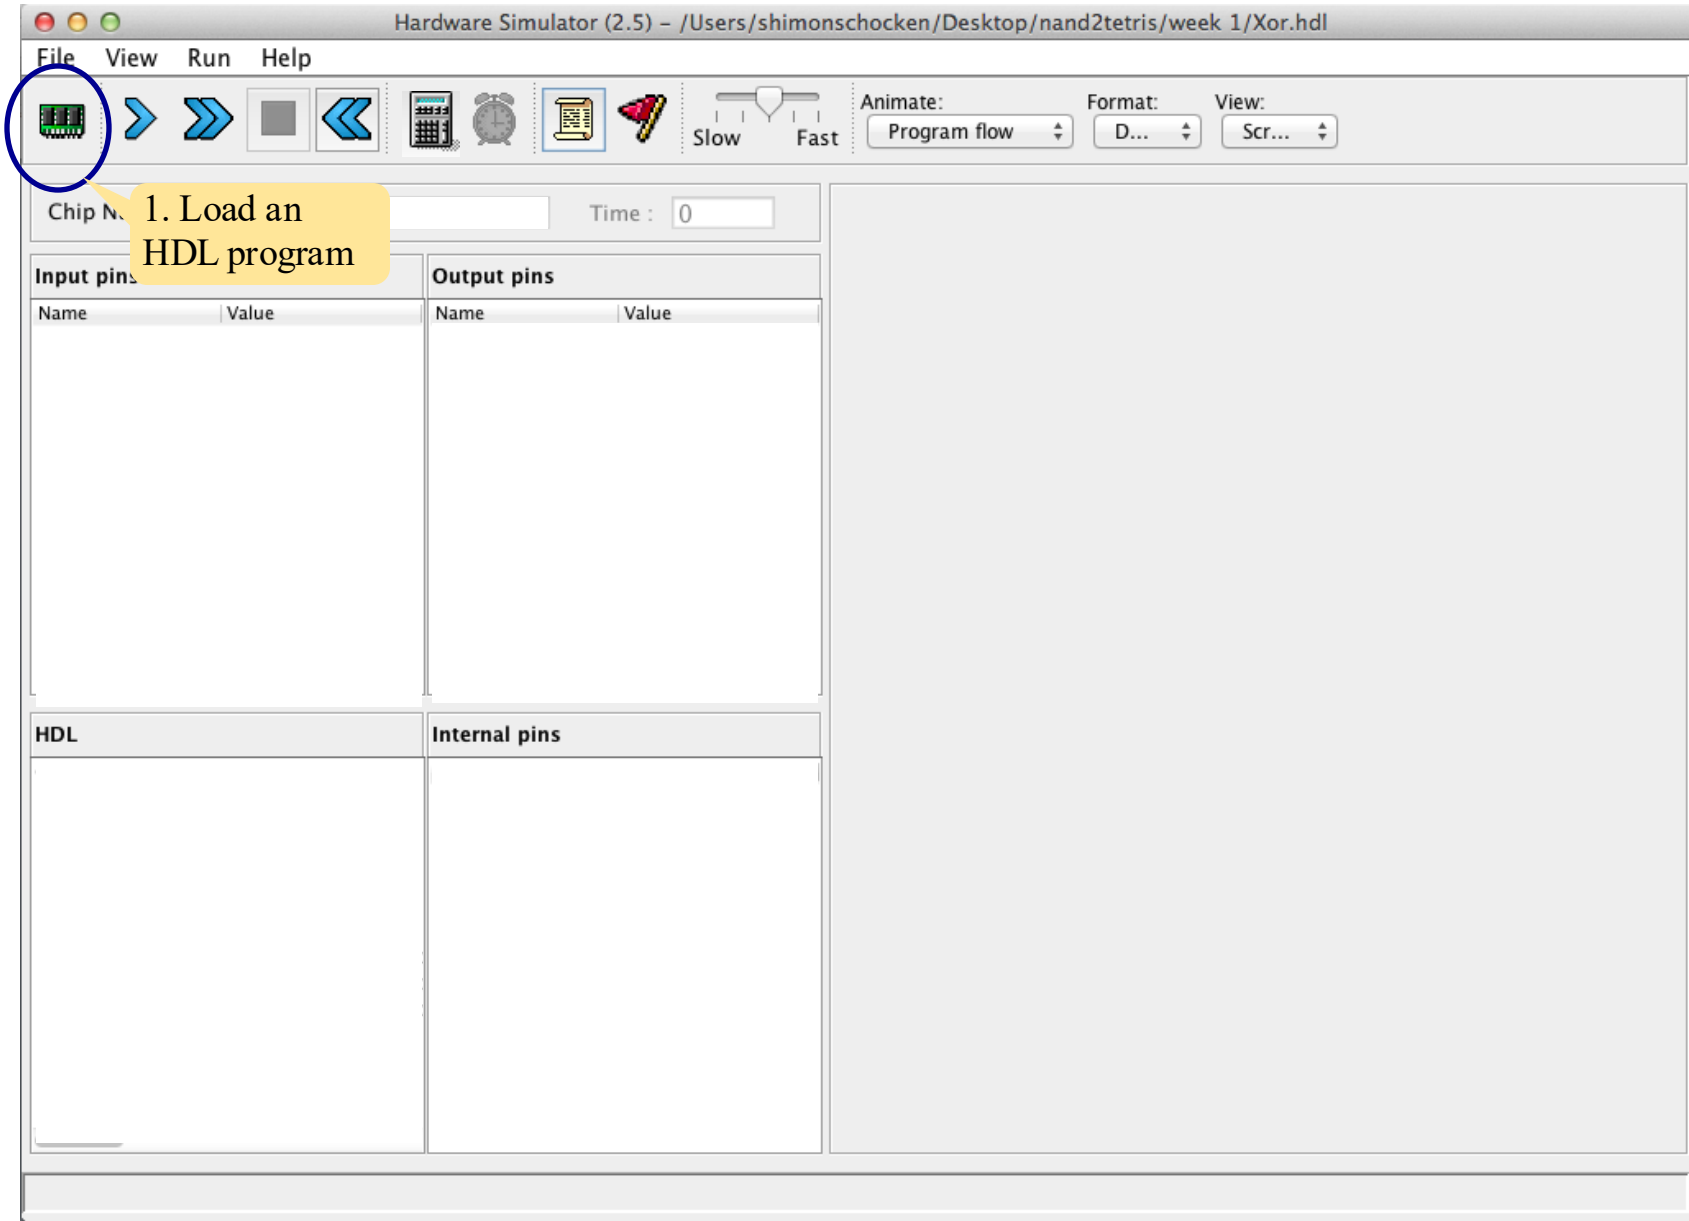 Hardware Simulator (2.5) – /Users/shimonschocken/Desktop/nand2tetris/week 1/Xor.hdl
File View Run Help
Slow Fast
Animate: Format: View:
Program flow D... Scr...
Chip Time : 0
1. Load an
HDL program
Input pins Output pins
Name Value Name Value
HDL Internal pins